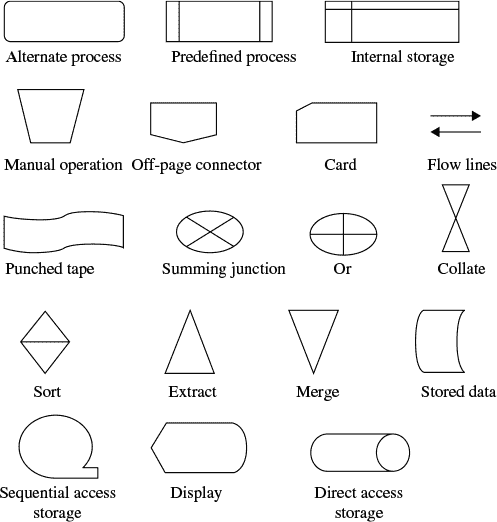 Alternate process
Predefined process
Internal storage
Manual operation
Off-page connector
Card
Flow lines
Punched tape
Summing junction
Or
Collate
Sort
Extract
Merge
Stored data
Sequential access
storage
Display
Direct access
storage